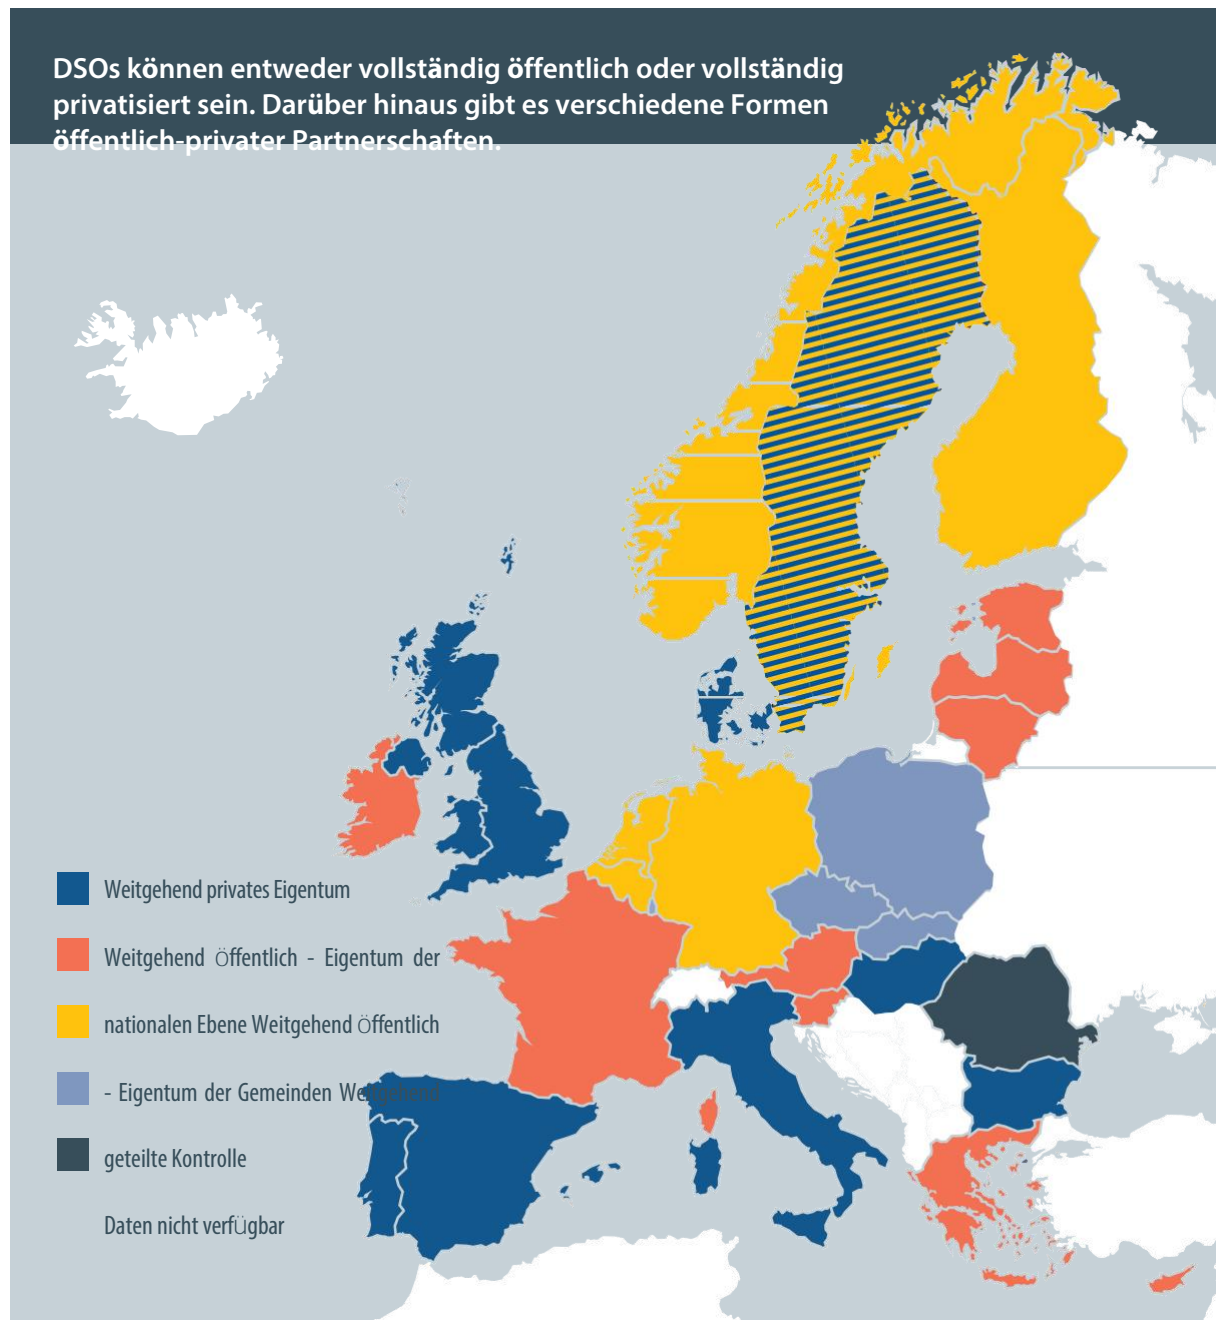 DSOs können entweder vollständig öffentlich oder vollständig
privatisiert sein. Darüber hinaus gibt es verschiedene Formen
öffentlich-privater Partnerschaften.
Weitgehend privates Eigentum
Weitgehend Öffentlich - Eigentum der
nationalen Ebene Weitgehend Öffentlich
- Eigentum der Gemeinden Weitgehend
geteilte Kontrolle
Daten nicht verfÜgbar